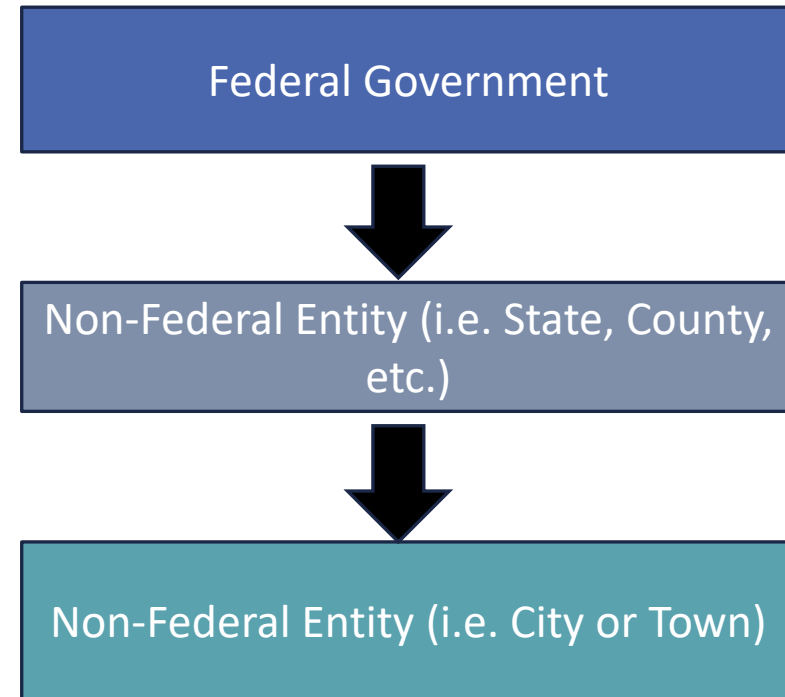 Federal Government
Non-Federal Entity (i.e. State, County,
etc.)
Non-Federal Entity (i.e. City or Town)